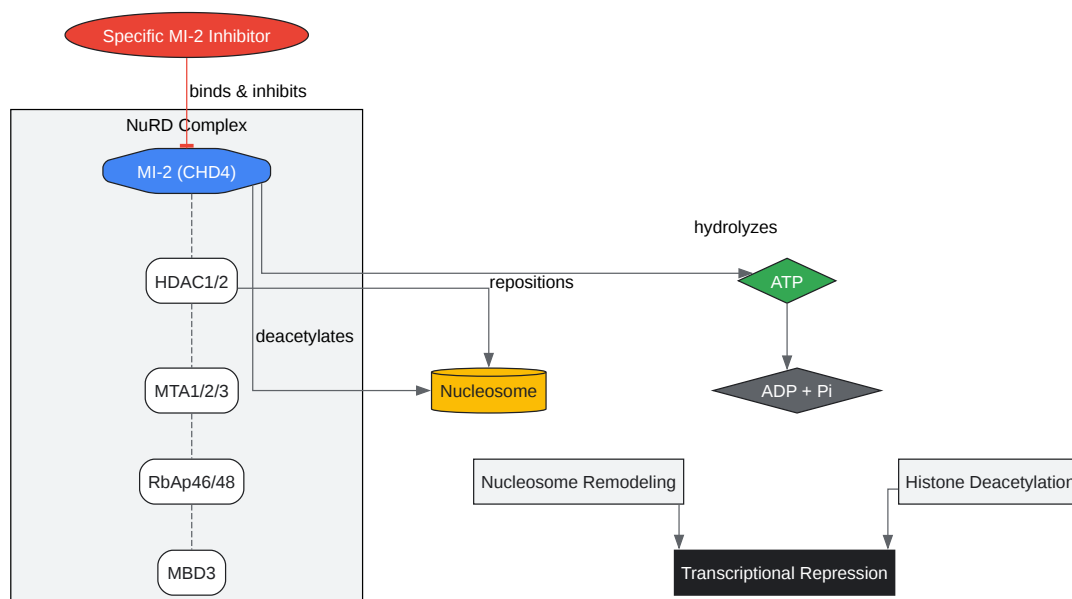 Specific MI-2 Inhibitor
binds & inhibits
NuRD Complex
MI-2 (CHD4)
hydrolyzes
HDAC1/2
repositions
ATP
deacetylates
MTA1/2/3
Nucleosome
ADP + Pi
RbAp46/48
Nucleosome Remodeling
Histone Deacetylation
MBD3
Transcriptional Repression